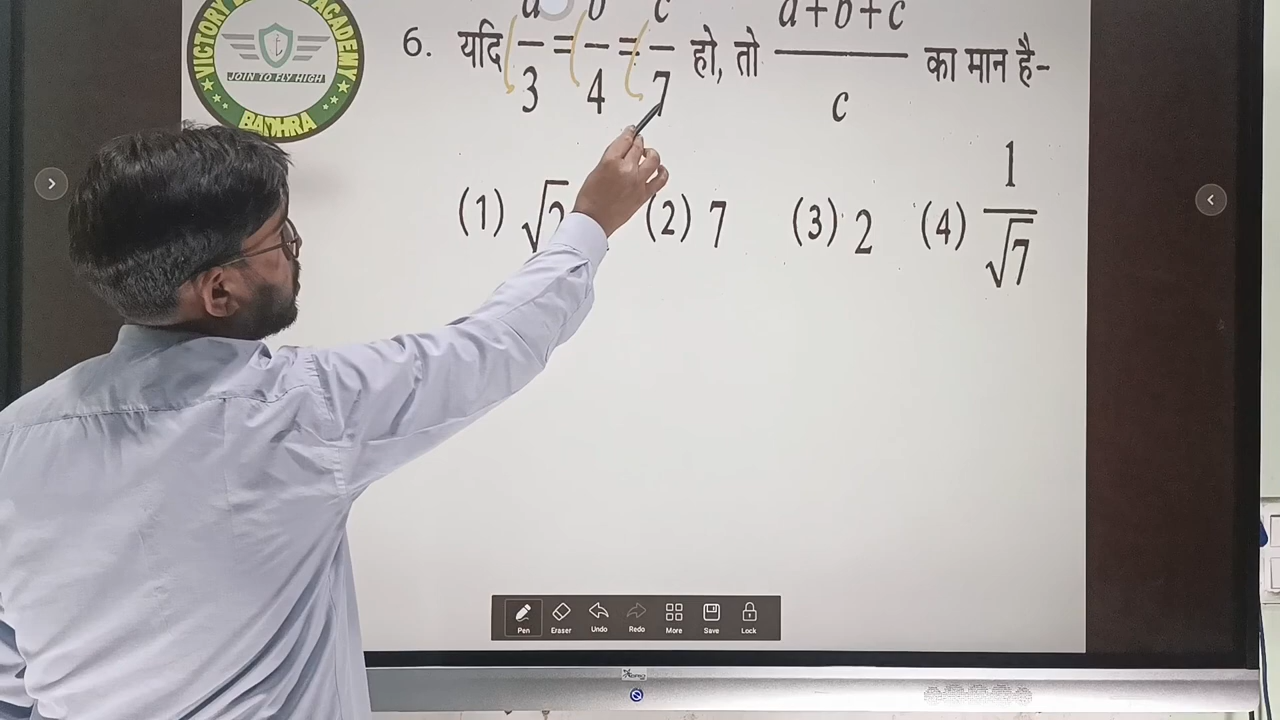 VICTORY ACADEMY
JOIN TO FLY HIGH
BADHRA
6. यदि a/3 = b/4 = c/7 हो, तो a+b+c/c का मान है-
(1) √2 (2) 7 (3) 2 (4) 1/√7
Pen Eraser Undo Redo More Save Lock